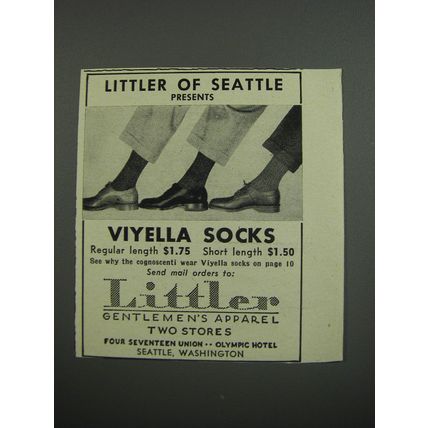 LITTLER OF SEATTLE
PRESENTS
VIYELLA SOCKS
Regular length $1.75 Short length $1.50
See why the cognoscenti wear Viyella socks on page 10
Send mail orders to:
Littler
GENTLEMEN'S APPAREL
TWO STORES
FOUR SEVENTEEN UNION •• OLYMPIC HOTEL
SEATTLE, WASHINGTON